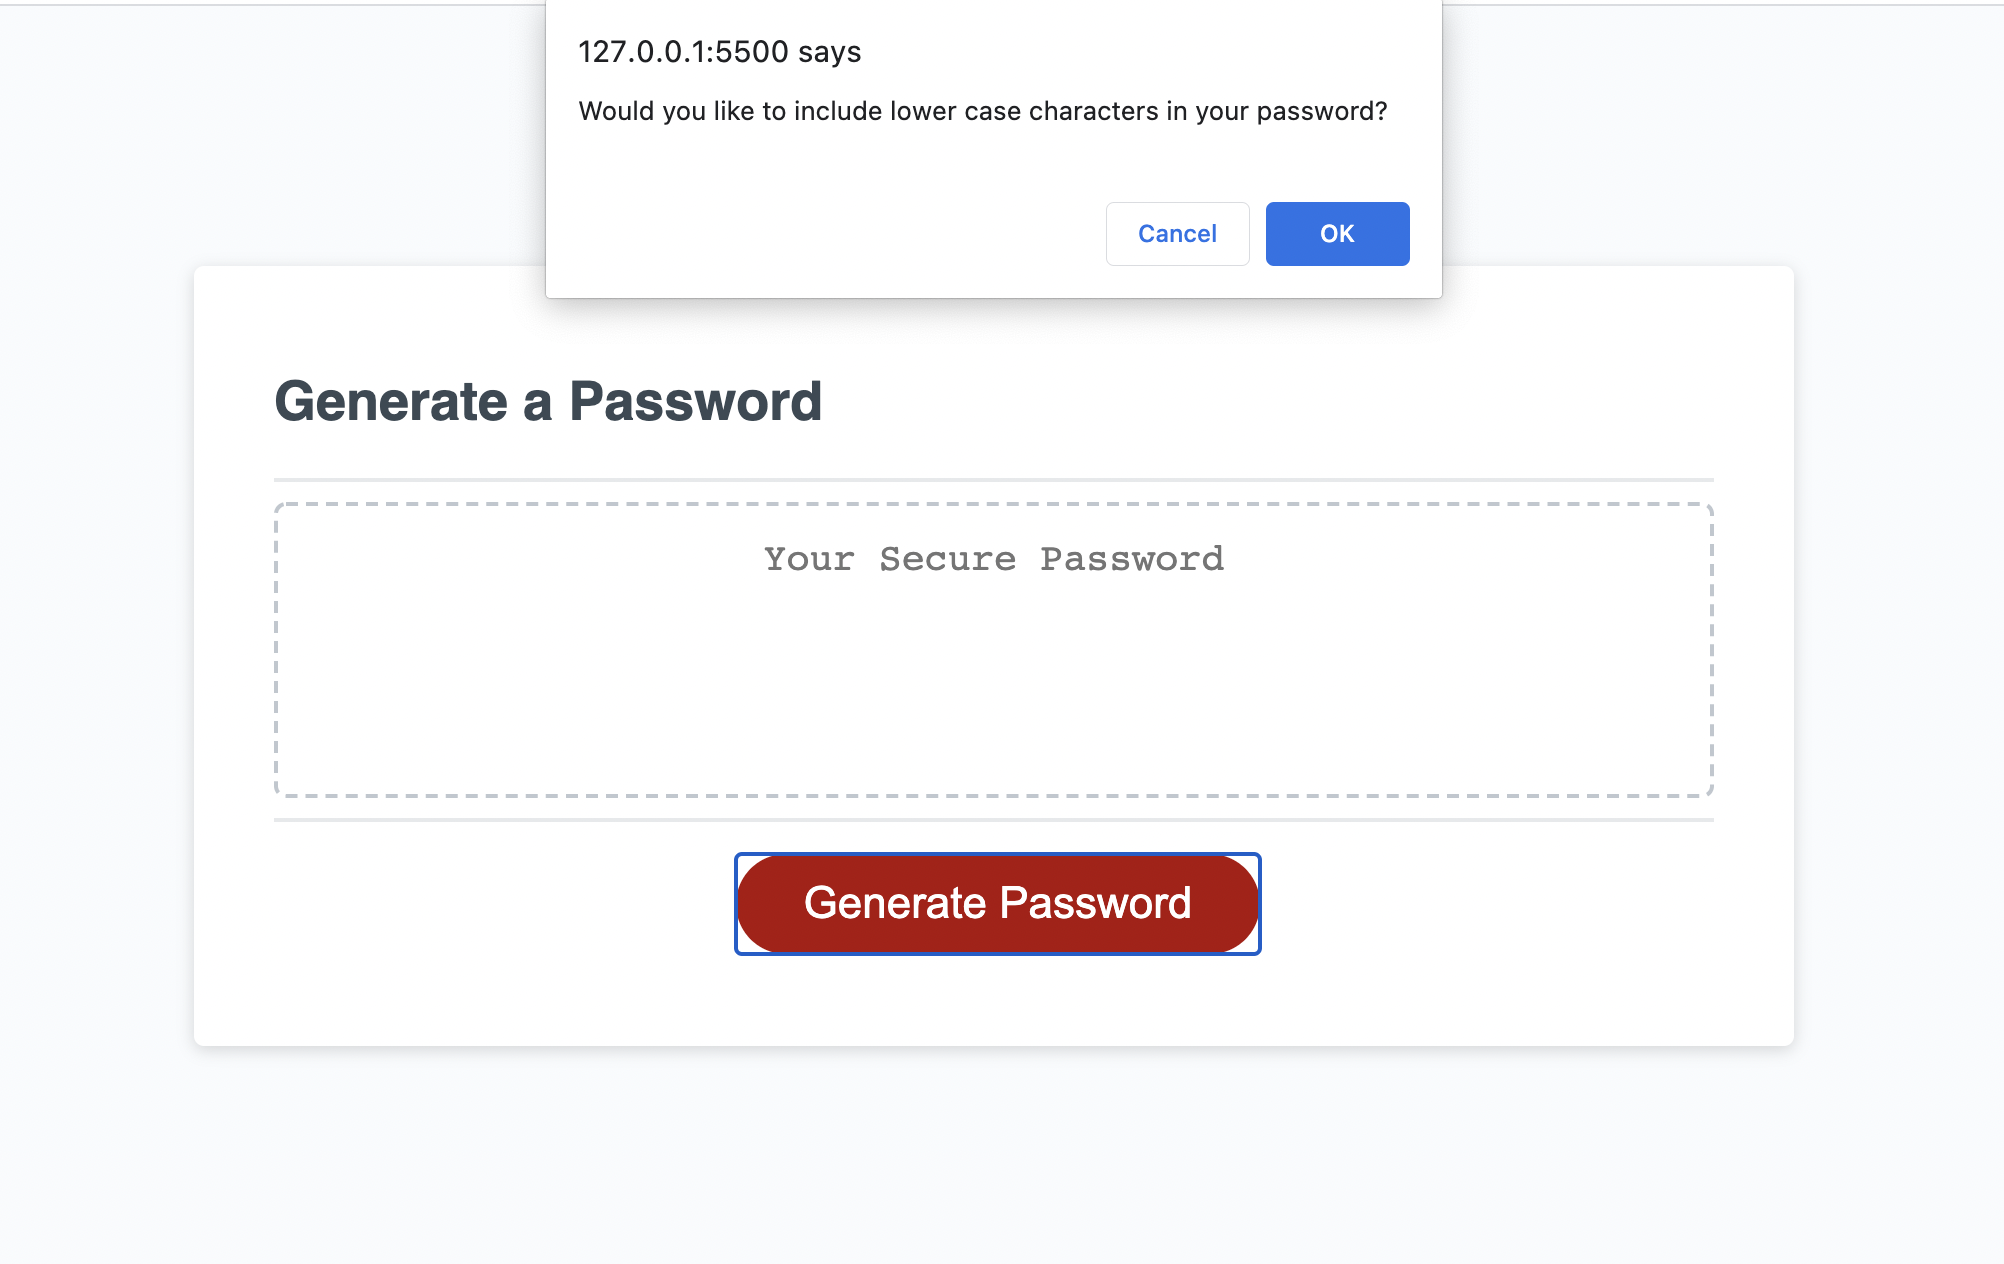 127.0.0.1:5500 says
Would you like to include lower case characters in your password?
Cancel
OK
Generate a Password
Your Secure Password
Generate Password